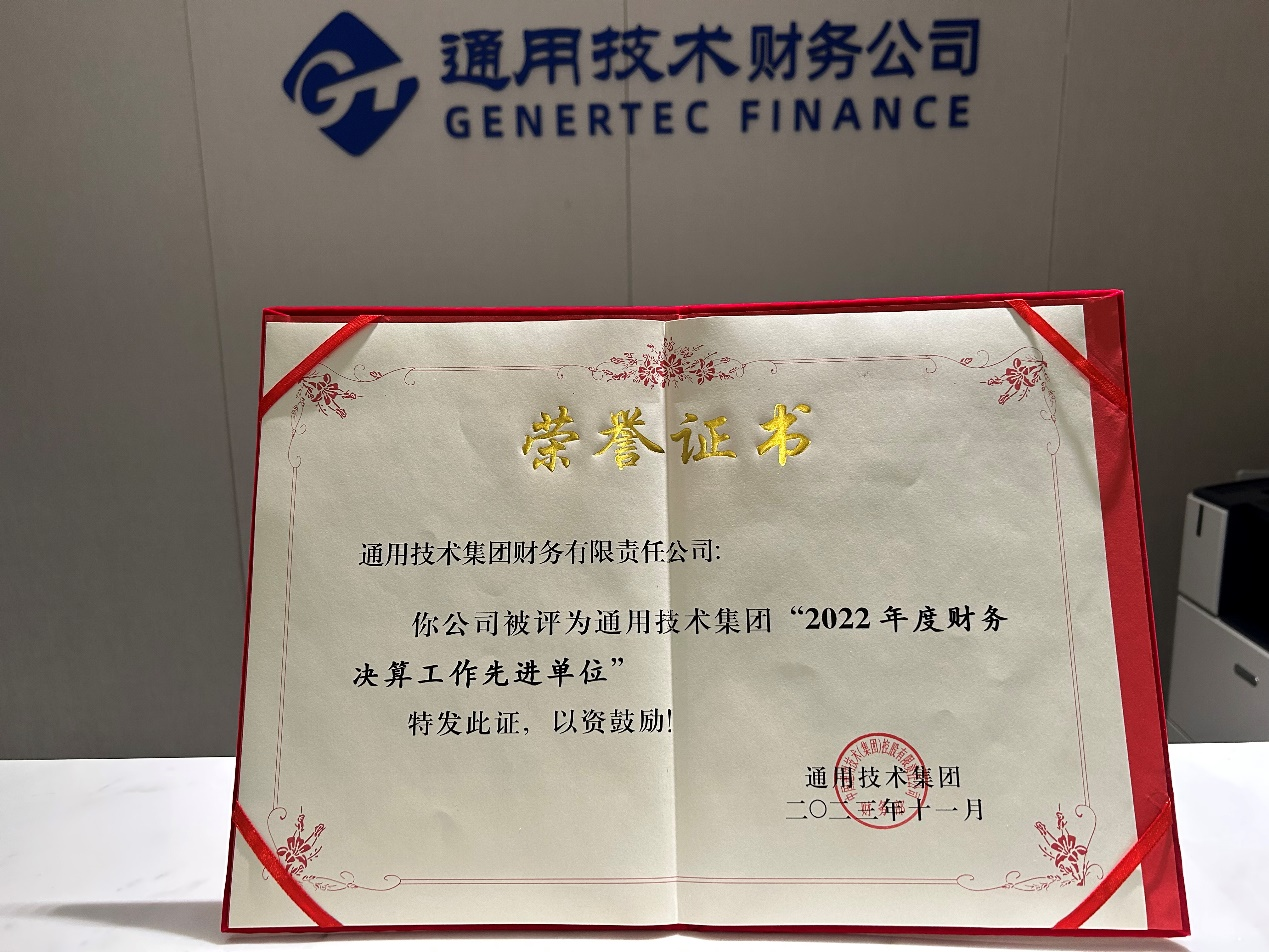 通用技术财务公司
GENERTEC FINANCE
荣誉证书
通用技术集团财务有限责任公司:
你公司被评为通用技术集团“2022年度财务
决算工作先进单位”
特发此证，以资鼓励!
通用技术集团
二〇二三年十一月